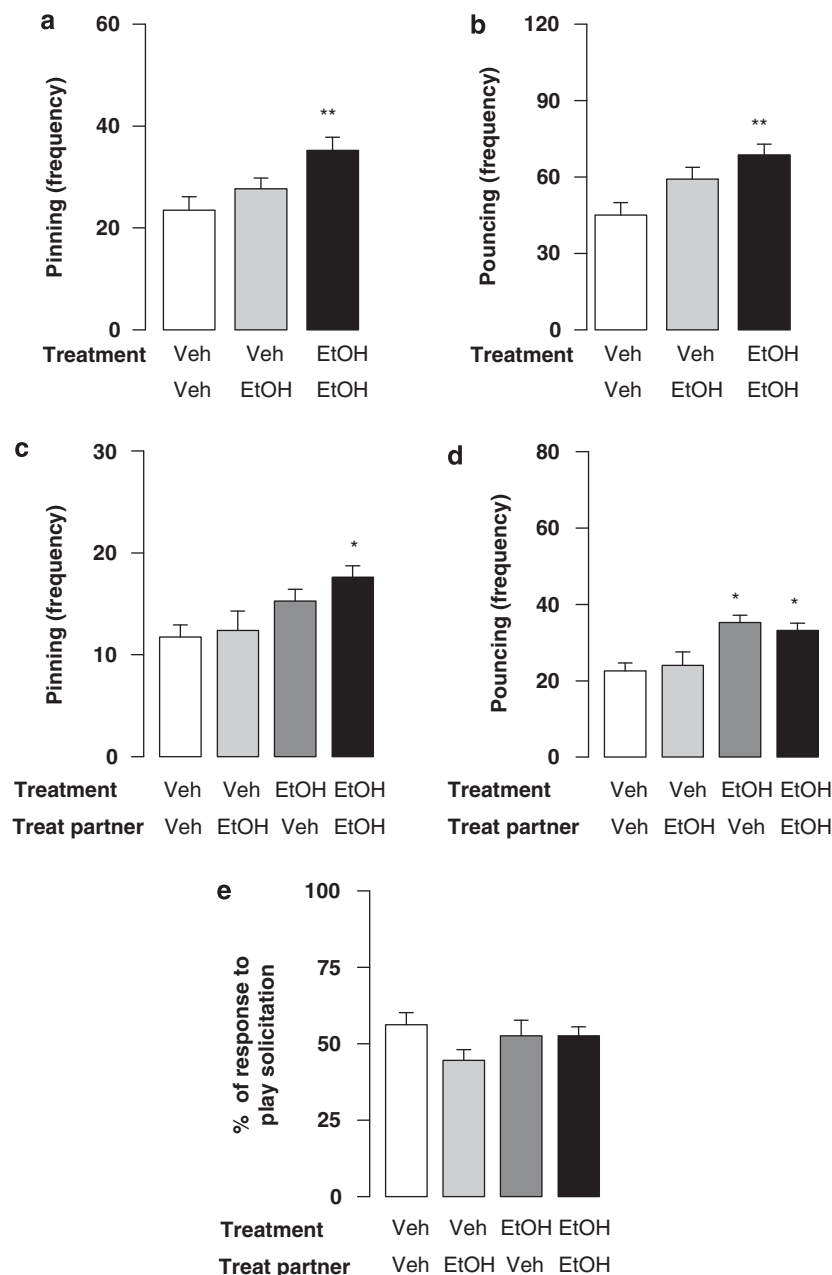 a
Pinning (frequency)
60
40
20
0
**
Treatment Veh Veh EtOH
Veh EtOH EtOH
b
Pouncing (frequency)
120
90
60
30
0
**
Treatment Veh Veh EtOH
Veh EtOH EtOH
c
Pinning (frequency)
30
20
10
0
*
Treatment Veh Veh EtOH EtOH
Treat partner Veh EtOH Veh EtOH
d
Pouncing (frequency)
80
60
40
20
0
* *
Treatment Veh Veh EtOH EtOH
Treat partner Veh EtOH Veh EtOH
e
% of response to
play solicitation
100
75
50
25
0
Treatment Veh Veh EtOH EtOH
Treat partner Veh EtOH Veh EtOH